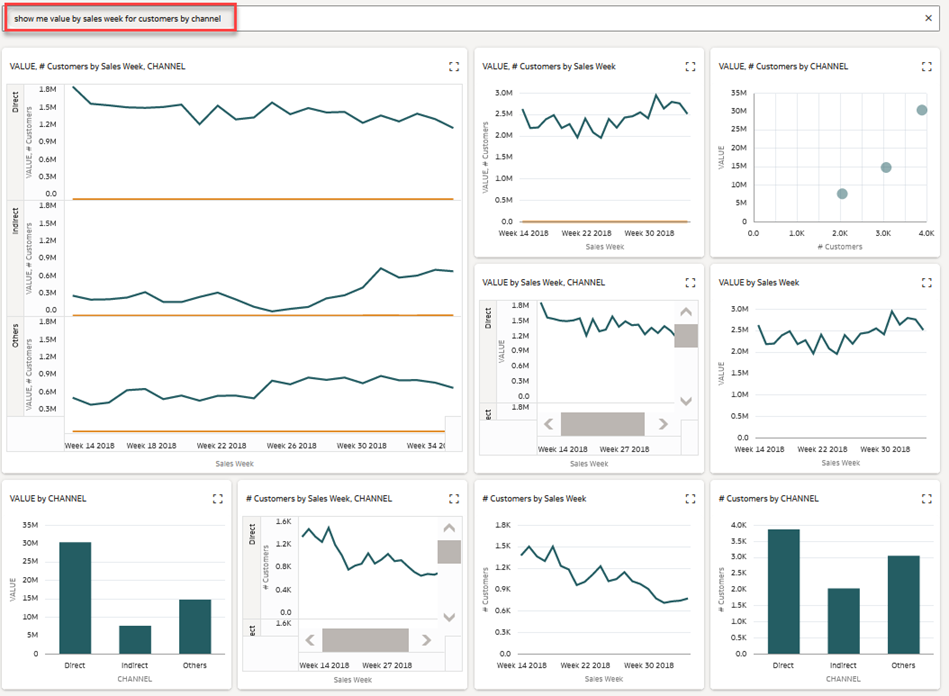 show me value by sales week for customers by channel
×
VALUE, # Customers by Sales Week, CHANNEL
Direct
VALUE, # Customers
1.8M
1.5M
1.2M
0.9M
0.6M
0.3M
0.0
Indirect
VALUE, # Customers
1.8M
1.5M
1.2M
0.9M
0.6M
0.3M
0.0
Others
VALUE, # Customers
1.8M
1.5M
1.2M
0.9M
0.6M
0.3M
Week 14 2018 Week 18 2018 Week 22 2018 Week 26 2018 Week 30 2018 Week 34 20
Sales Week
VALUE, # Customers by Sales Week
VALUE, # Customers
3.0M
2.5M
2.0M
1.5M
1.0M
0.5M
0.0
Week 14 2018 Week 22 2018 Week 30 2018
Sales Week
VALUE, # Customers by CHANNEL
VALUE
35M
30M
25M
20M
15M
10M
5M
0
0.0 1.0K 2.0K 3.0K 4.0K
# Customers
VALUE by Sales Week, CHANNEL
Direct
VALUE
1.8M
1.5M
1.2M
0.9M
0.6M
0.3M
0.0
ect
1.8M
Week 14 2018 Week 27 2018
Sales Week
VALUE by Sales Week
VALUE
3.0M
2.5M
2.0M
1.5M
1.0M
0.5M
0.0
Week 14 2018 Week 22 2018 Week 30 2018
Sales Week
VALUE by CHANNEL
VALUE
35M
30M
25M
20M
15M
10M
5M
0
Direct Indirect Others
CHANNEL
# Customers by Sales Week, CHANNEL
Direct
# Customers
1.6K
1.2K
0.8K
0.4K
0.0
ect
1.6K
Week 14 2018 Week 27 2018
Sales Week
# Customers by Sales Week
# Customers
1.8K
1.5K
1.2K
0.9K
0.6K
0.3K
0.0
Week 14 2018 Week 22 2018 Week 30 2018
Sales Week
# Customers by CHANNEL
# Customers
4.0K
3.5K
3.0K
2.5K
2.0K
1.5K
1.0K
0.5K
0.0
Direct Indirect Others
CHANNEL